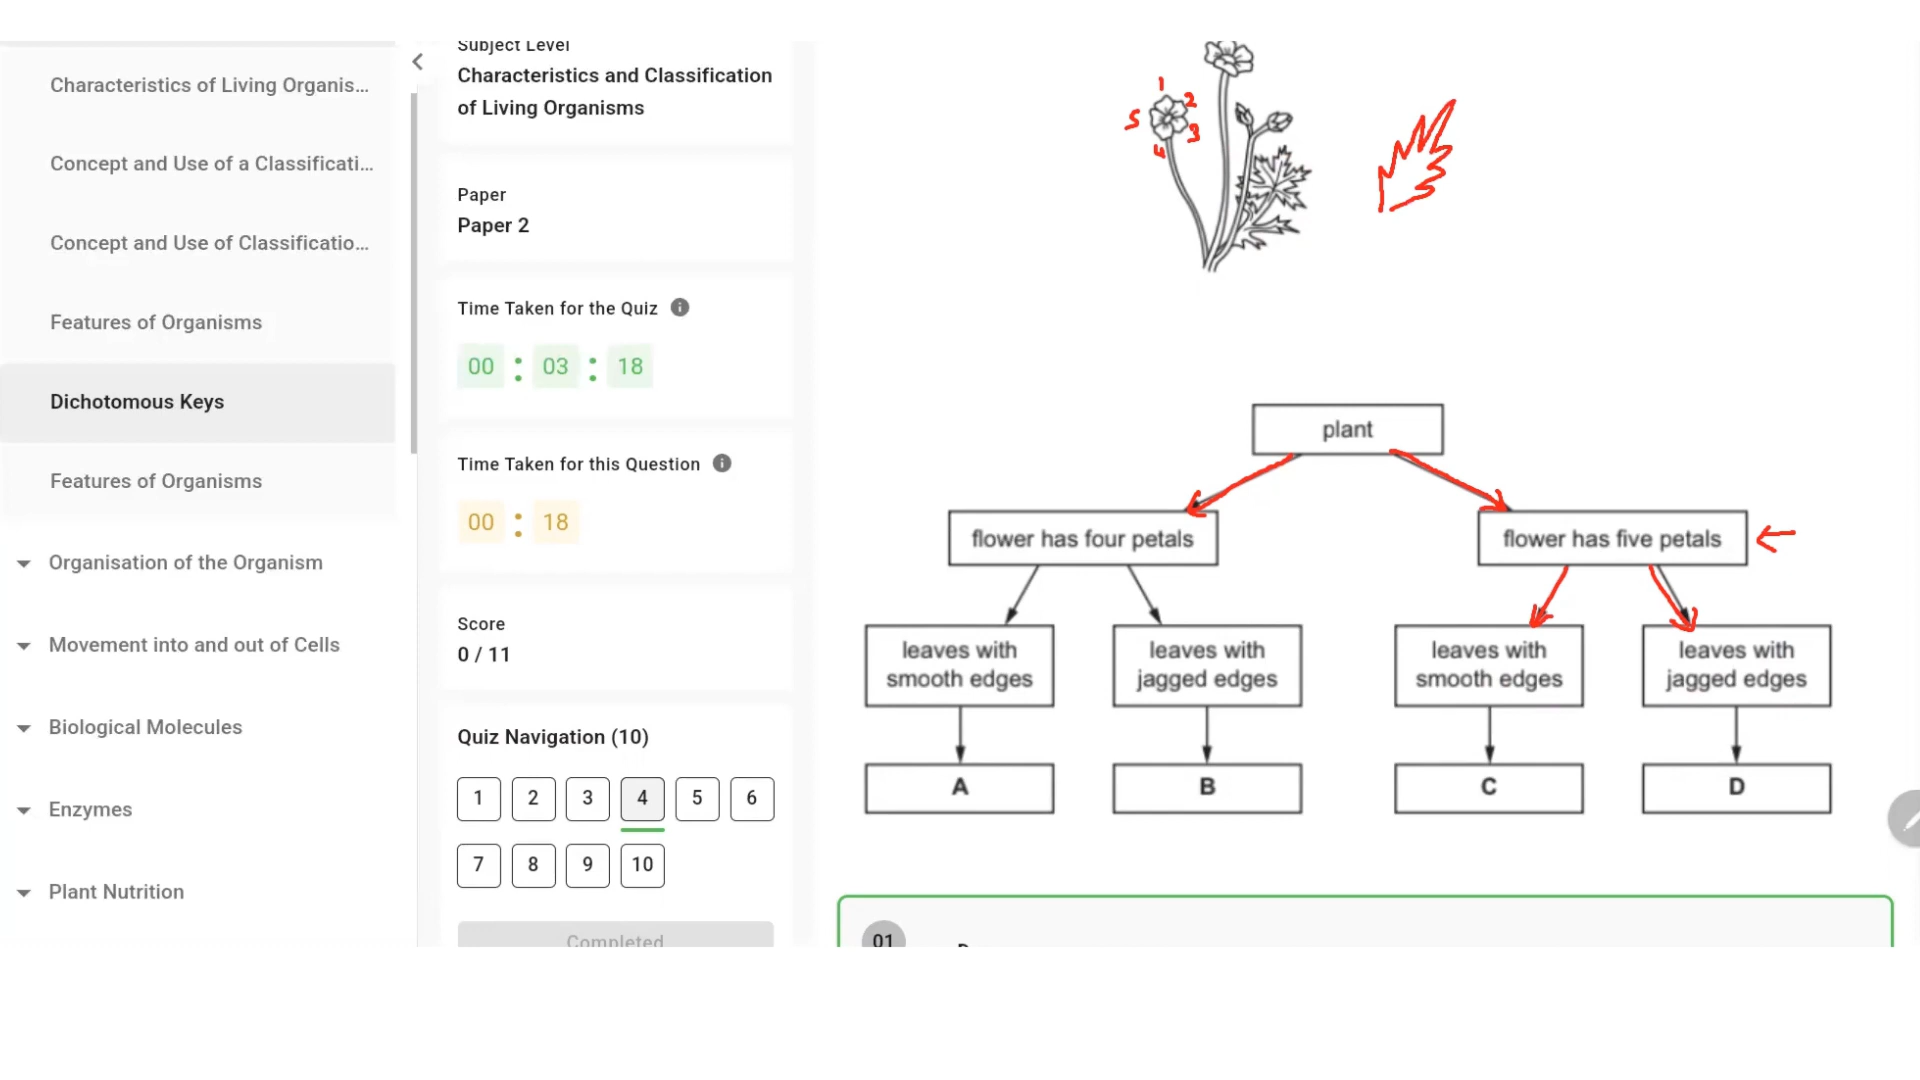 Characteristics of Living Organis...
Concept and Use of a Classificati...
Concept and Use of Classificatio...
Features of Organisms
Dichotomous Keys
Features of Organisms
Organisation of the Organism
Movement into and out of Cells
Biological Molecules
Enzymes
Plant Nutrition
Subject Level
Characteristics and Classification
of Living Organisms
Paper
Paper 2
Time Taken for the Quiz
00 : 03 : 18
Time Taken for this Question
00 : 18
Score
0 / 11
Quiz Navigation (10)
1 2 3 4 5 6
7 8 9 10
Completed
1
2
3
4
5
plant
flower has four petals
flower has five petals
leaves with
smooth edges
leaves with
jagged edges
leaves with
smooth edges
leaves with
jagged edges
A
B
C
D
01